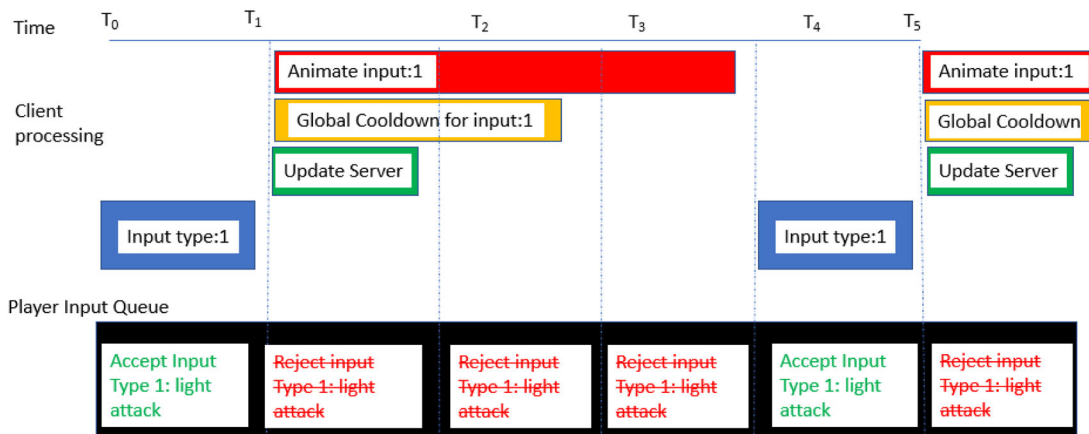 Time
T0
T1
T2
T3
T4
T5
Animate input:1
Animate input:1
Client
processing
Global Cooldown for input:1
Global Cooldown
Update Server
Update Server
Input type:1
Input type:1
Player Input Queue
Accept Input
Type 1: light
attack
Reject input
Type 1: light
attack
Reject input
Type 1: light
attack
Reject input
Type 1: light
attack
Accept Input
Type 1: light
attack
Reject input
Type 1: light
attack